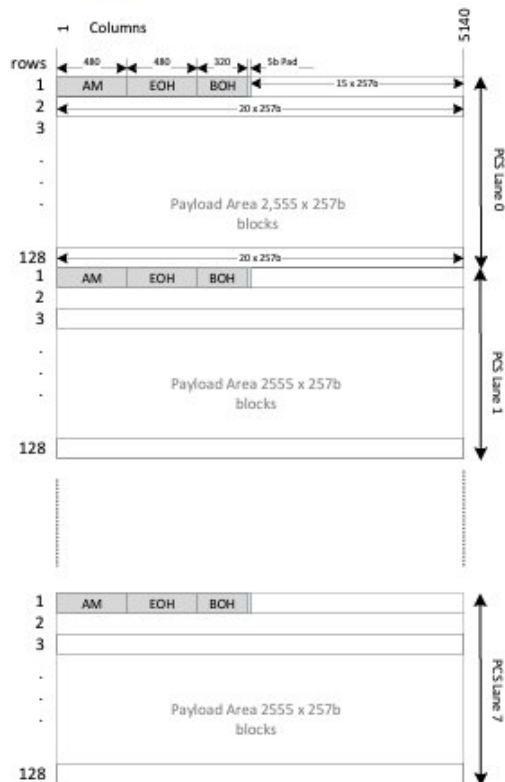 1 Columns 5140
rows 480 480 320 5b Pad
1 AM EOH BOH 15 x 257b
2 20 x 257b
3
.
.
.
Payload Area 2,555 x 257b
blocks
PCS Lane 0
128 20 x 257b
1 AM EOH BOH
2
3
.
.
.
Payload Area 2555 x 257b
blocks
PCS Lane 1
128
1 AM EOH BOH
2
3
.
.
.
Payload Area 2555 x 257b
blocks
PCS Lane 7
128